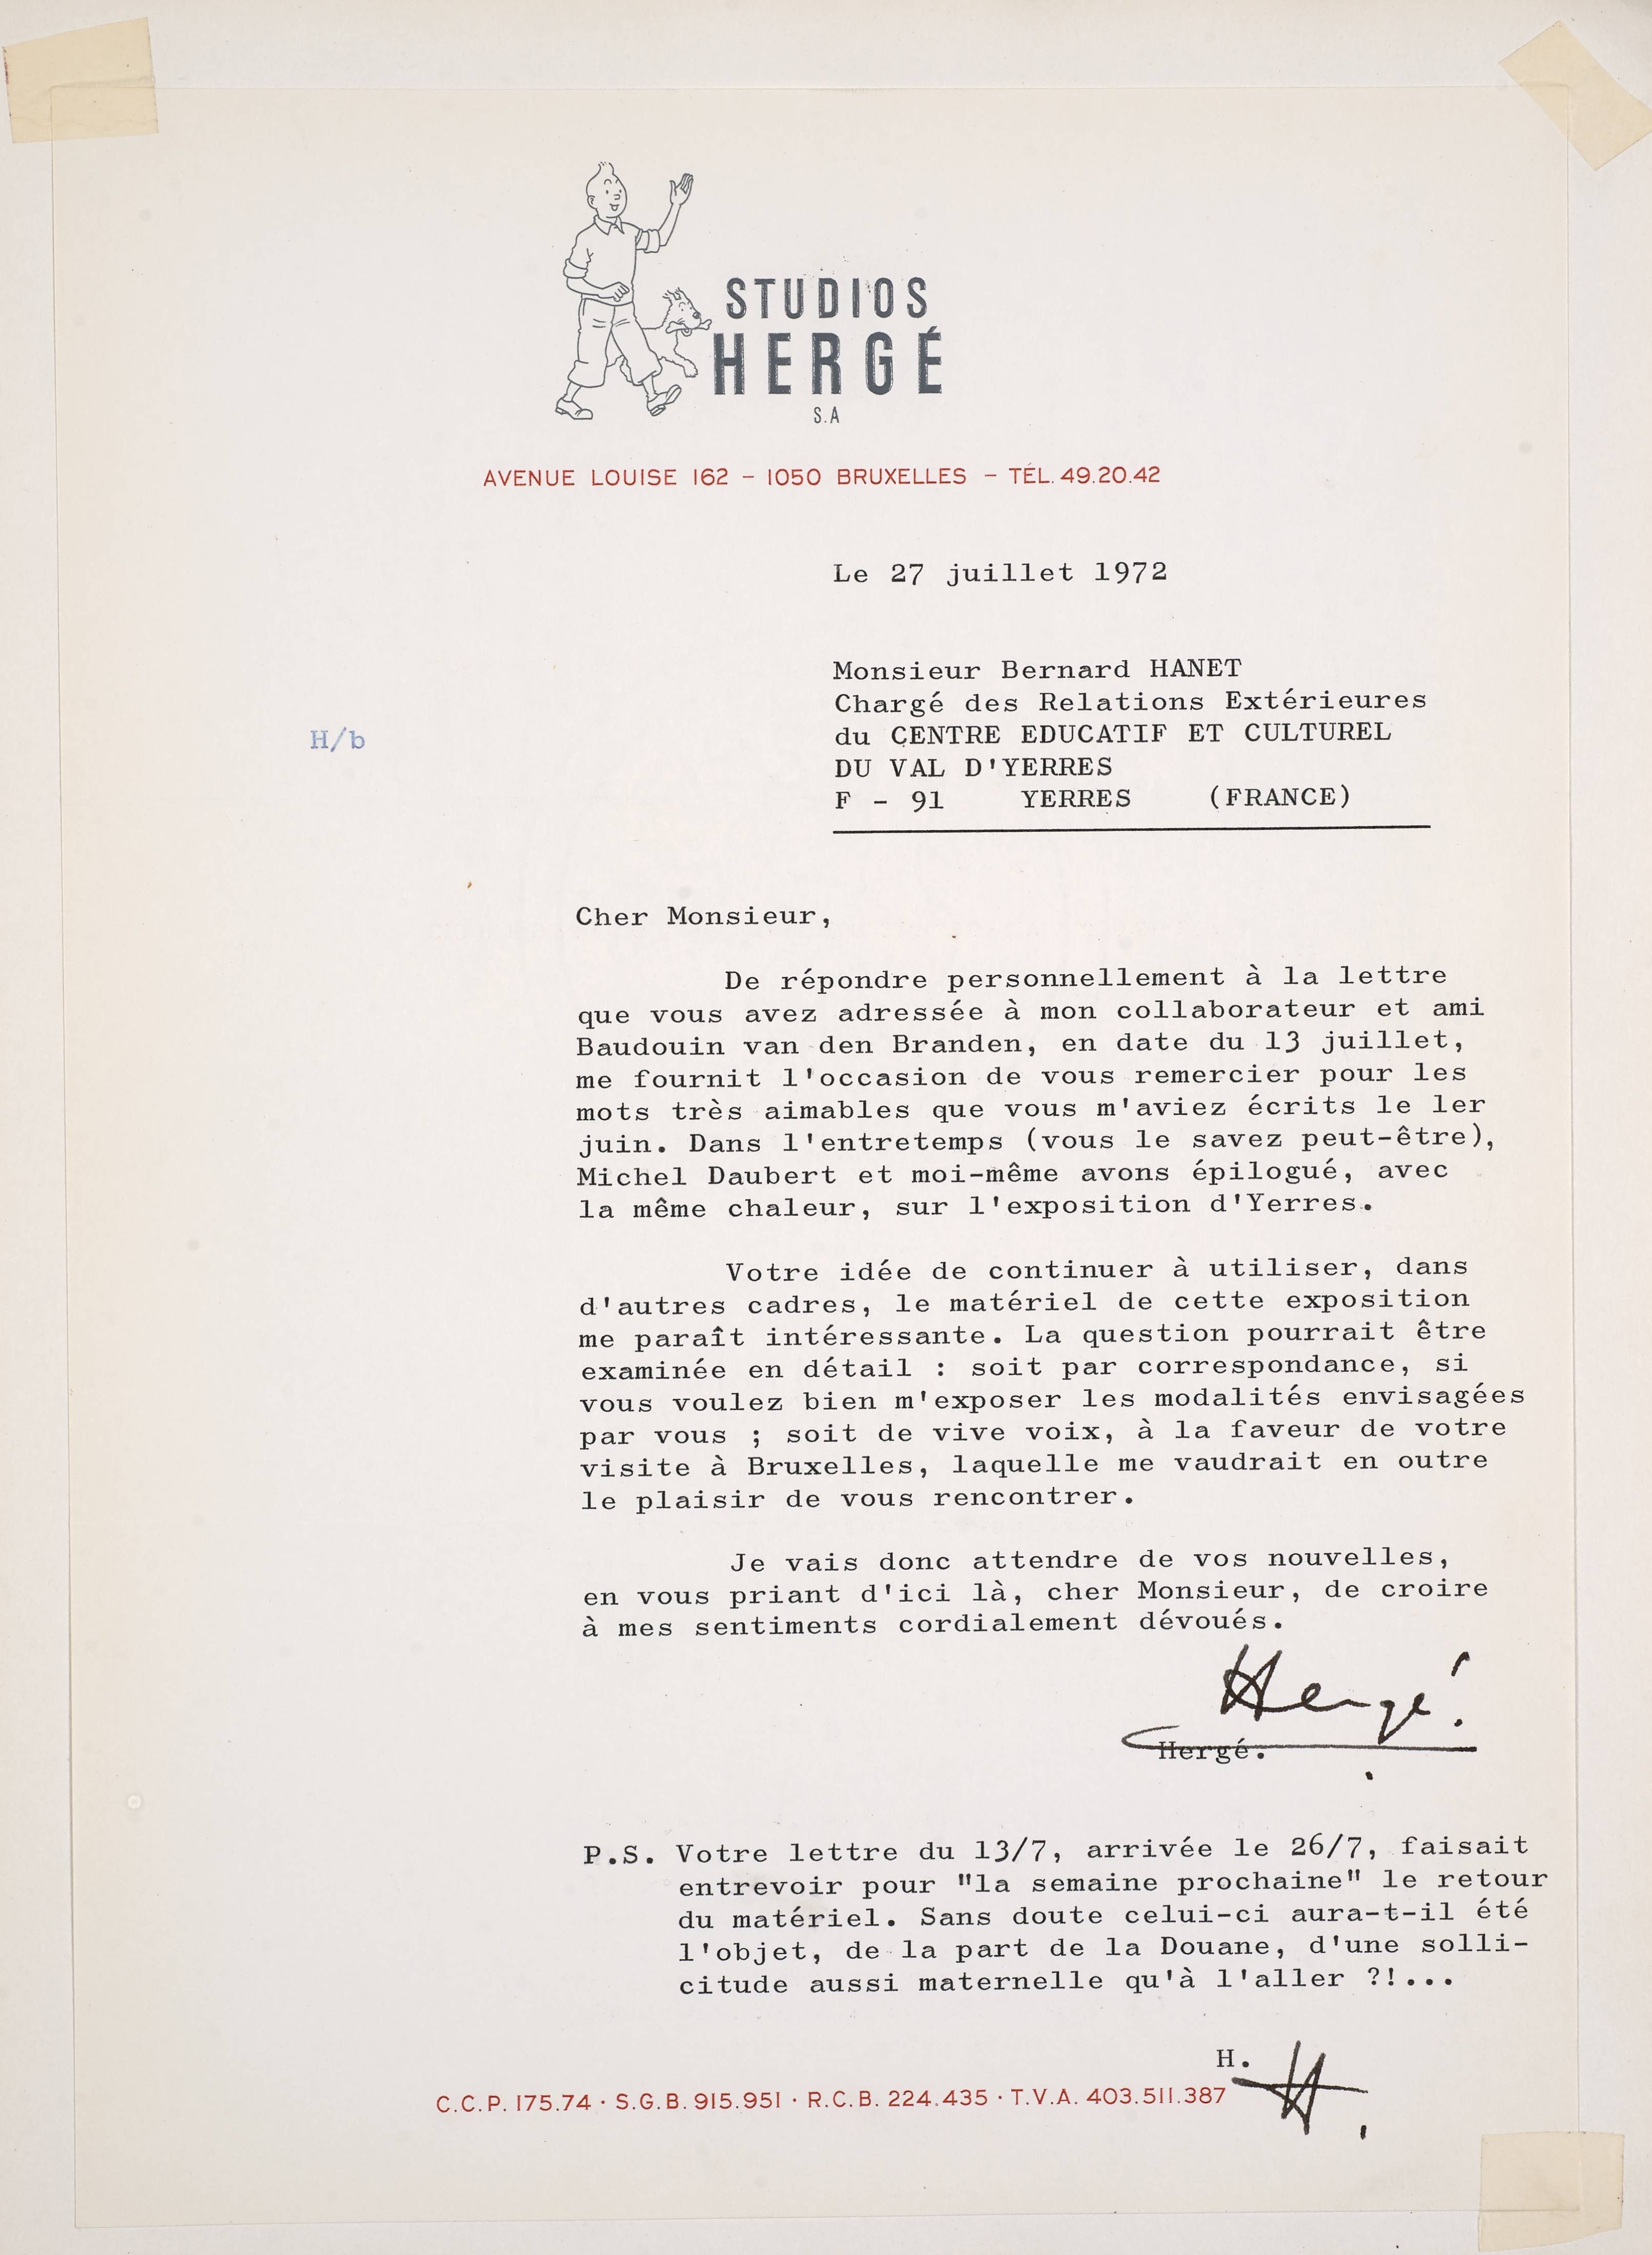 STUDIOS
HERGÉ
S.A
AVENUE LOUISE 162 – 1050 BRUXELLES – TÉL. 49.20.42
Le 27 juillet 1972
Monsieur Bernard HANET
Chargé des Relations Extérieures
H/b
du CENTRE EDUCATIF ET CULTUREL
DU VAL D'YERRES
F - 91 YERRES (FRANCE)
Cher Monsieur,
De répondre personnellement à la lettre
que vous avez adressée à mon collaborateur et ami
Baudouin van den Branden, en date du 13 juillet,
me fournit l'occasion de vous remercier pour les
mots très aimables que vous m'aviez écrits le 1er
juin. Dans l'entretemps (vous le savez peut-être),
Michel Daubert et moi-même avons épilogué, avec
la même chaleur, sur l'exposition d'Yerres.
Votre idée de continuer à utiliser, dans
d'autres cadres, le matériel de cette exposition
me paraît intéressante. La question pourrait être
examinée en détail : soit par correspondance, si
vous voulez bien m'exposer les modalités envisagées
par vous ; soit de vive voix, à la faveur de votre
visite à Bruxelles, laquelle me vaudrait en outre
le plaisir de vous rencontrer.
Je vais donc attendre de vos nouvelles,
en vous priant d'ici là, cher Monsieur, de croire
à mes sentiments cordialement dévoués.
Hergé.
Hergé.
P.S. Votre lettre du 13/7, arrivée le 26/7, faisait
entrevoir pour "la semaine prochaine" le retour
du matériel. Sans doute celui-ci aura-t-il été
l'objet, de la part de la Douane, d'une solli-
citude aussi maternelle qu'à l'aller ?!...
H.
H.
C.C.P. 175.74 · S.G.B. 915.951 · R.C.B. 224.435 · T.V.A. 403.511.387